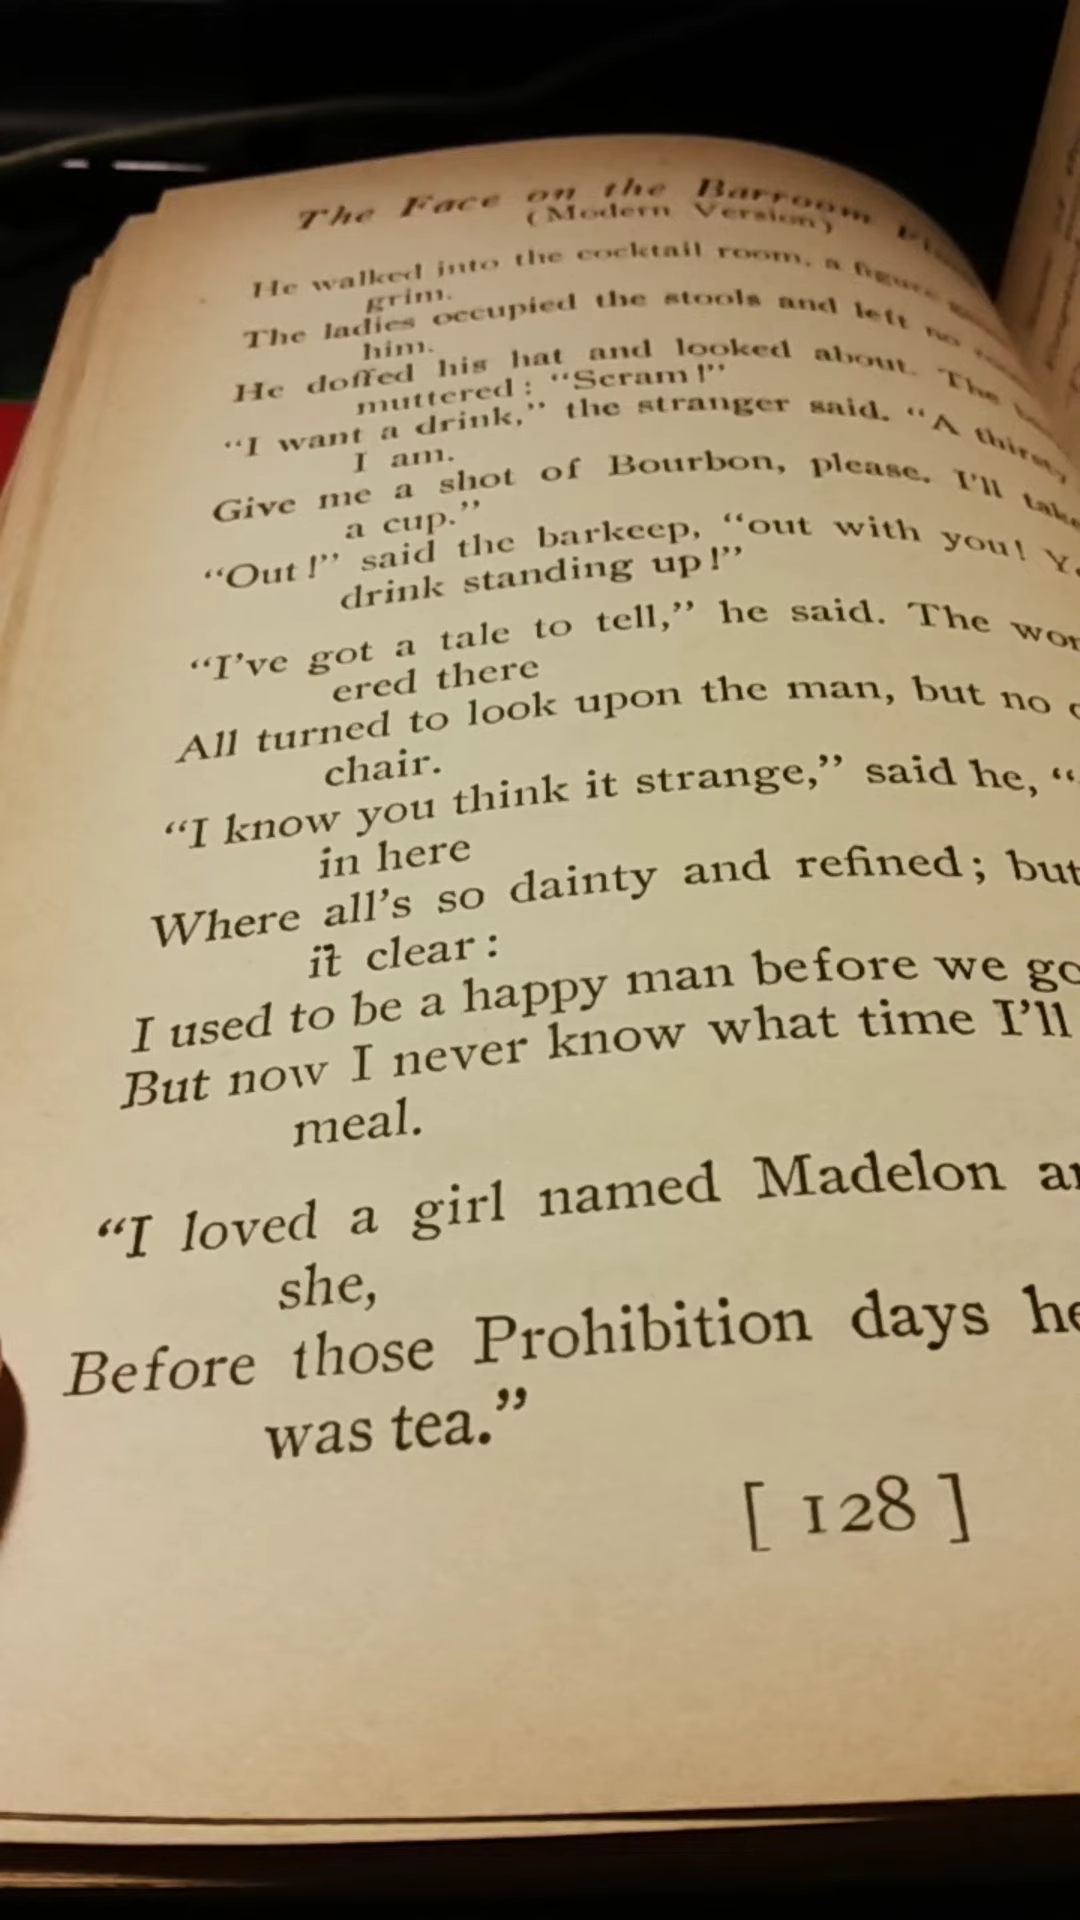 The Face on the Barroom
(Modern Version)
He walked into the cocktail room, a figure
grim.
The ladies occupied the stools and left no
him.
He doffed his hat and looked about. The
muttered: "Scram!"
"I want a drink," the stranger said. "A thirsty
I am.
Give me a shot of Bourbon, please. I'll take
a cup."
"Out!" said the barkeep, "out with you!
drink standing up!"
"I've got a tale to tell," he said. The
ered there
All turned to look upon the man, but no
chair.
"I know you think it strange," said he, "
in here
Where all's so dainty and refined; but
it clear:
I used to be a happy man before we
But now I never know what time I'll
meal.
"I loved a girl named Madelon
she,
Before those Prohibition days
was tea."
[ 128 ]